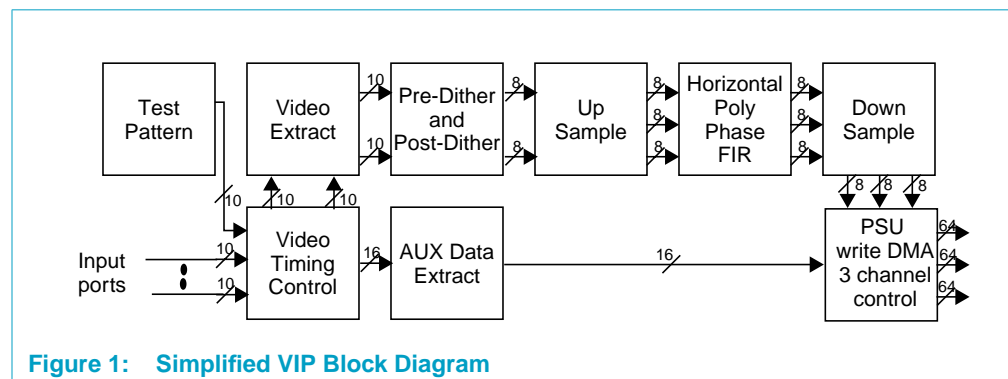 Test
Pattern
Video
Extract
Pre-Dither
and
Post-Dither
Up
Sample
Horizontal
Poly
Phase
FIR
Down
Sample
10
10
8
8
8
8
8
8
8
8
8
8
8
10
10
10
Input
ports
10
10
Video
Timing
Control
16
AUX Data
Extract
16
PSU
write DMA
3 channel
control
64
64
64
Figure 1: Simplified VIP Block Diagram